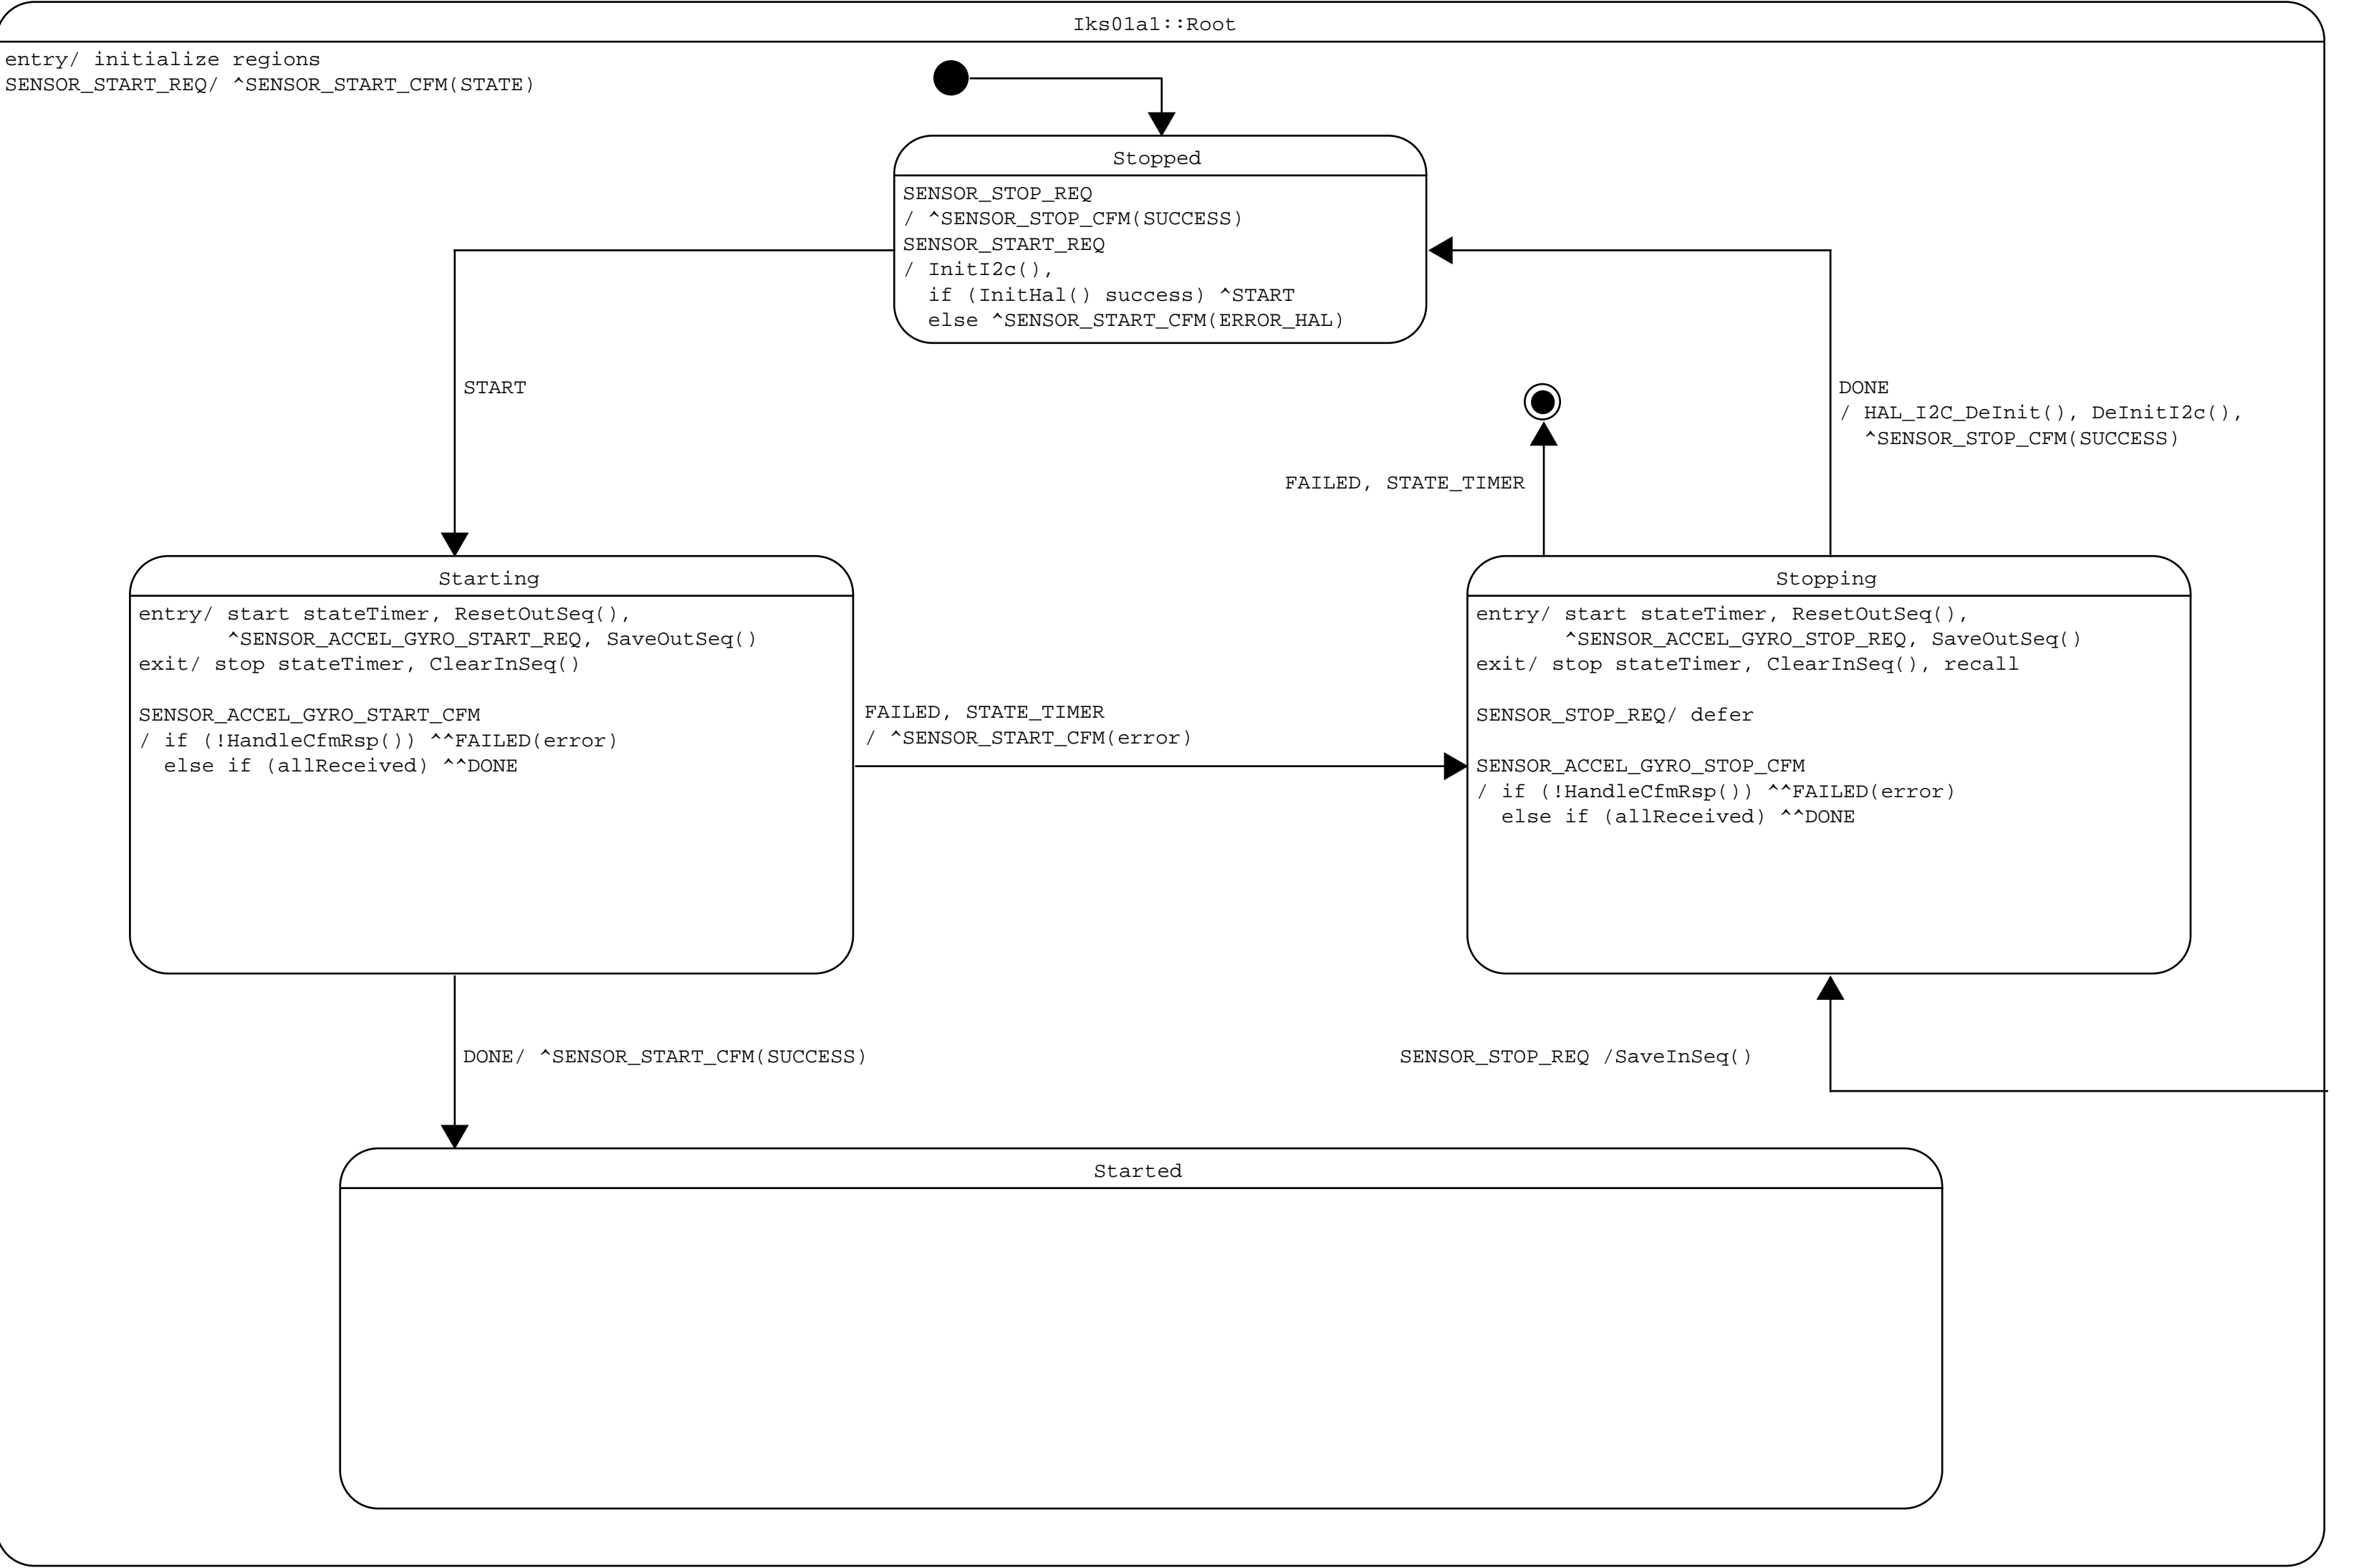 Iks01a1::Root
entry/ initialize regions
SENSOR_START_REQ/ ^SENSOR_START_CFM(STATE)
Stopped
SENSOR_STOP_REQ
/ ^SENSOR_STOP_CFM(SUCCESS)
SENSOR_START_REQ
/ InitI2c(),
if (InitHal() success) ^START
else ^SENSOR_START_CFM(ERROR_HAL)
START
DONE
/ HAL_I2C_DeInit(), DeInitI2c(),
^SENSOR_STOP_CFM(SUCCESS)
FAILED, STATE_TIMER
Starting
entry/ start stateTimer, ResetOutSeq(),
^SENSOR_ACCEL_GYRO_START_REQ, SaveOutSeq()
exit/ stop stateTimer, ClearInSeq()
SENSOR_ACCEL_GYRO_START_CFM
/ if (!HandleCfmRsp()) ^^FAILED(error)
else if (allReceived) ^^DONE
FAILED, STATE_TIMER
/ ^SENSOR_START_CFM(error)
Stopping
entry/ start stateTimer, ResetOutSeq(),
^SENSOR_ACCEL_GYRO_STOP_REQ, SaveOutSeq()
exit/ stop stateTimer, ClearInSeq(), recall
SENSOR_STOP_REQ/ defer
SENSOR_ACCEL_GYRO_STOP_CFM
/ if (!HandleCfmRsp()) ^^FAILED(error)
else if (allReceived) ^^DONE
DONE/ ^SENSOR_START_CFM(SUCCESS)
SENSOR_STOP_REQ /SaveInSeq()
Started